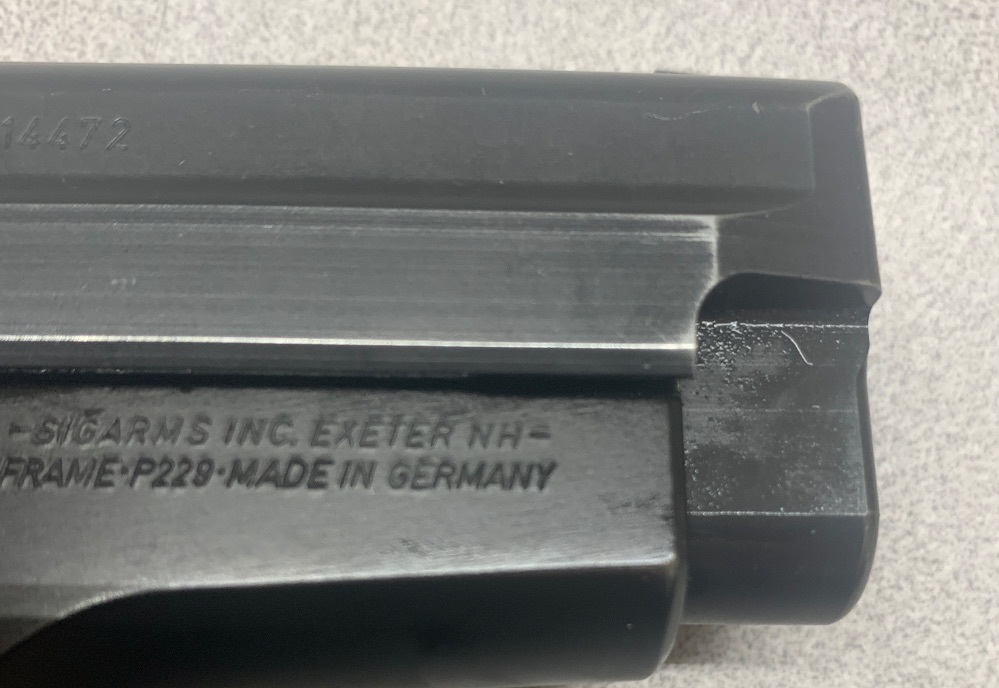 14472
-SIGARMS INC. EXETER NH-
FRAME·P229·MADE IN GERMANY